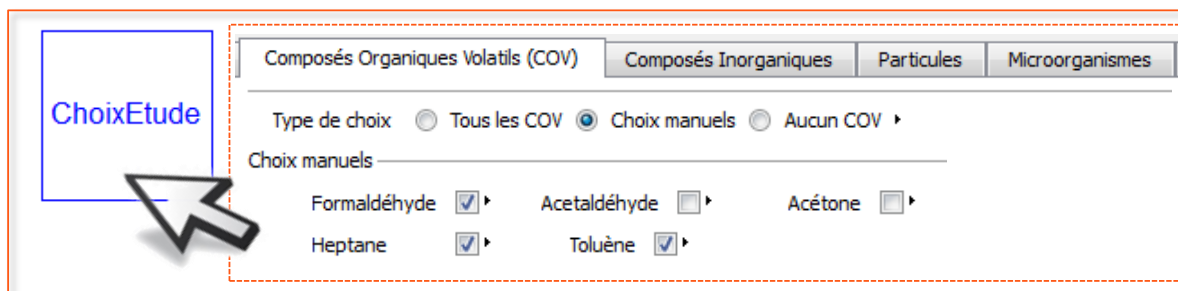 Composés Organiques Volatils (COV) Composés Inorganiques Particules Microorganismes
ChoixEtude
Type de choix Tous les COV Choix manuels Aucun COV
Choix manuels
Formaldéhyde Acetaldéhyde Acétone
Heptane Toluène